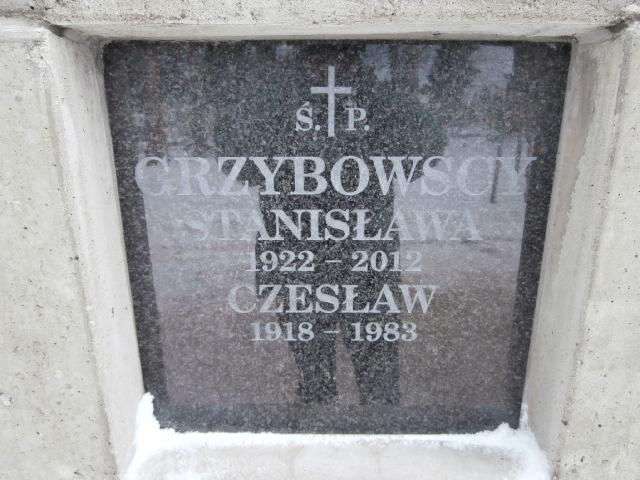 Ś. P.
GRZYBOWSCY
STANISŁAWA
1922 – 2012
CZESŁAW
1918 – 1983